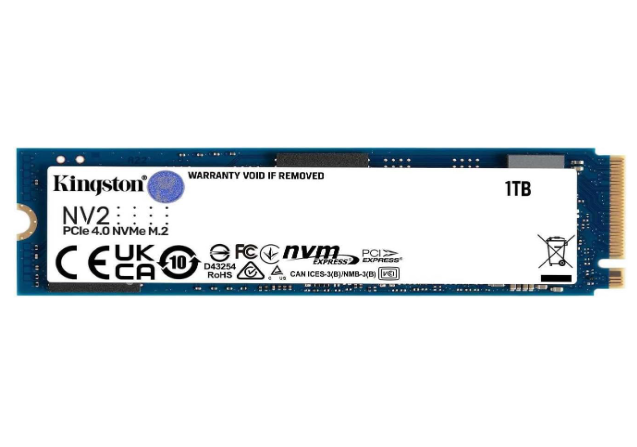 Kingston
WARRANTY VOID IF REMOVED
1TB
NV2
PCIe 4.0 NVMe M.2
CE UK CA 10
D43254
RoHS
FC
nvm
EXPRESS
PCI
EXPRESS®
CAN ICES-3(B)/NMB-3(B)